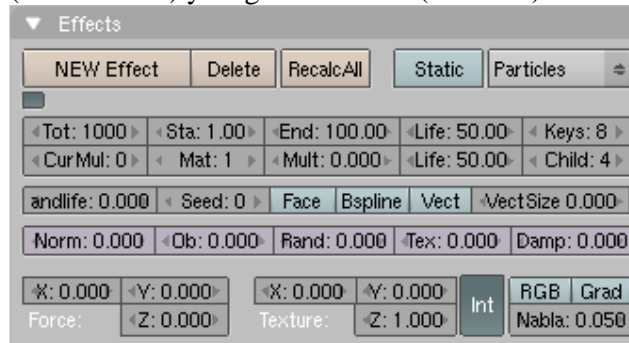 Effects
NEW Effect Delete RecalcAll Static Particles
Tot: 1000 Sta: 1.00 End: 100.00 Life: 50.00 Keys: 8
CurMul: 0 Mat: 1 Mult: 0.000 Life: 50.00 Child: 4
andlife: 0.000 Seed: 0 Face Bspline Vect VectSize 0.000
Norm: 0.000 Ob: 0.000 Rand: 0.000 Tex: 0.000 Damp: 0.000
X: 0.000 Y: 0.000 X: 0.000 Y: 0.000 Int RGB Grad
Force: Z: 0.000 Texture: Z: 1.000 Nabla: 0.050